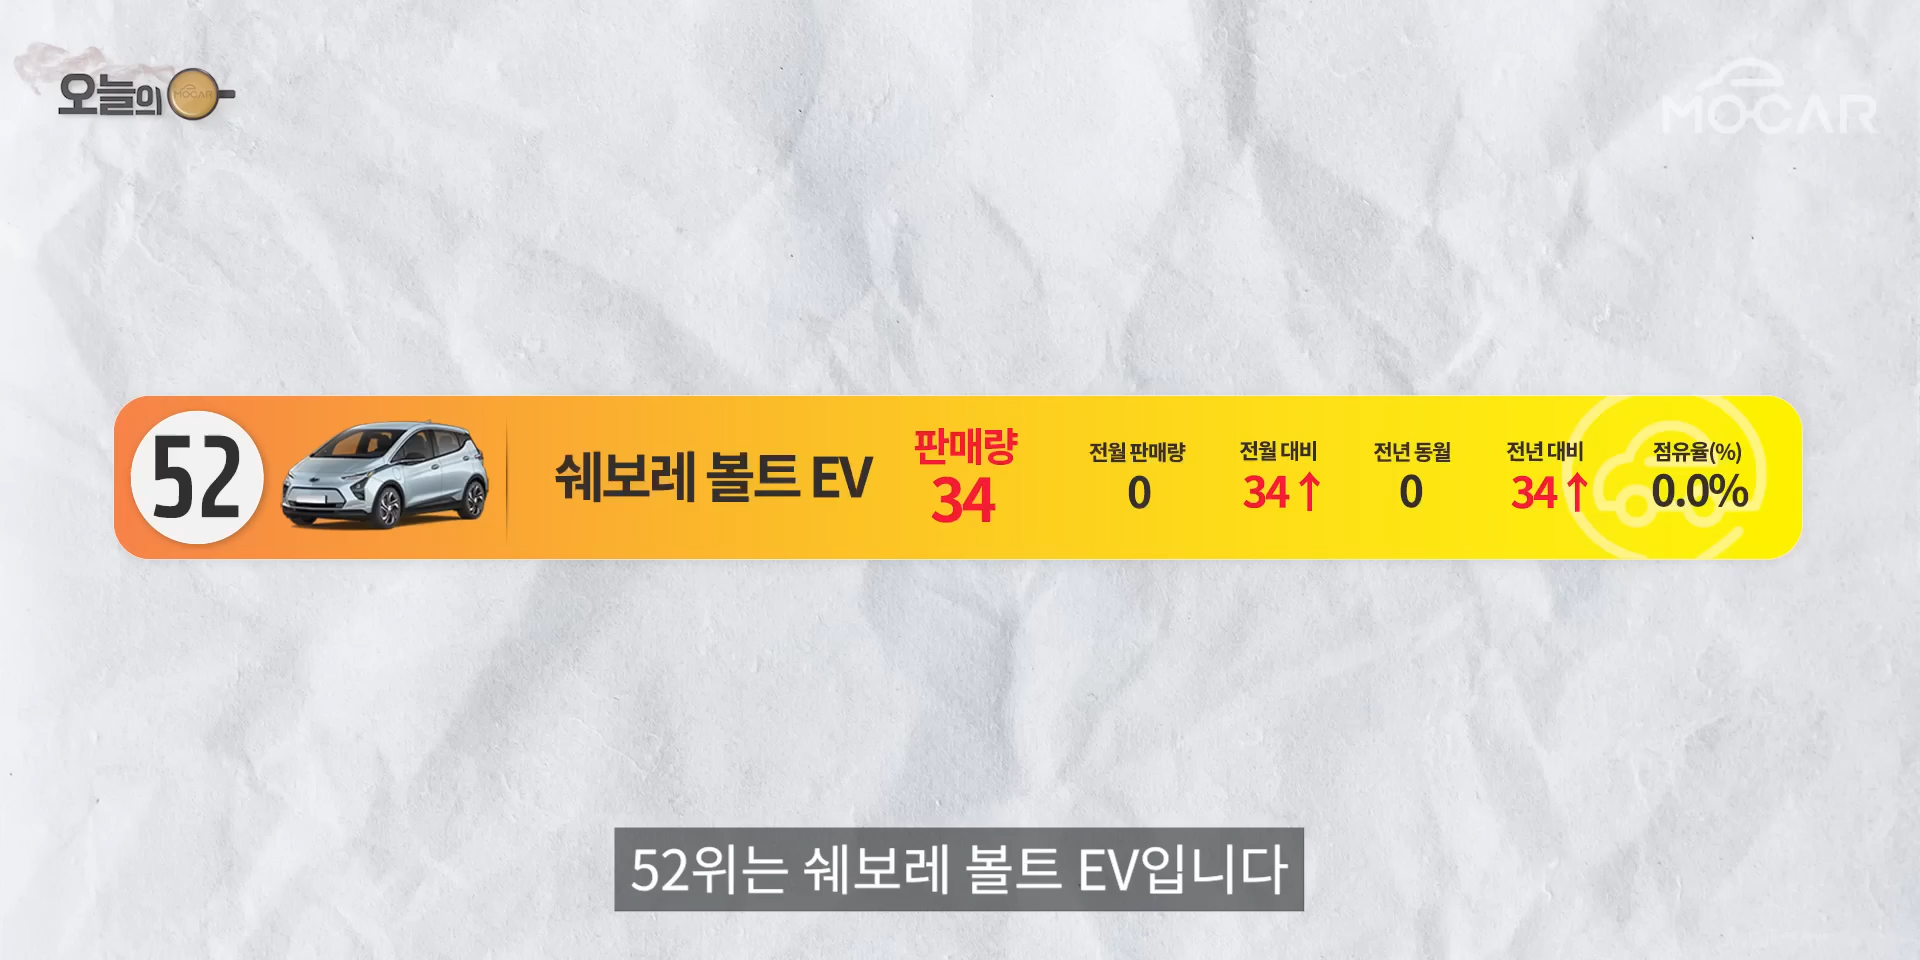 오늘의
MOCAR
MOCAR
52
쉐보레 볼트 EV
판매량
34
전월 판매량
0
전월 대비
34↑
전년 동월
0
전년 대비
34↑
점유율(%)
0.0%
52위는 쉐보레 볼트 EV입니다